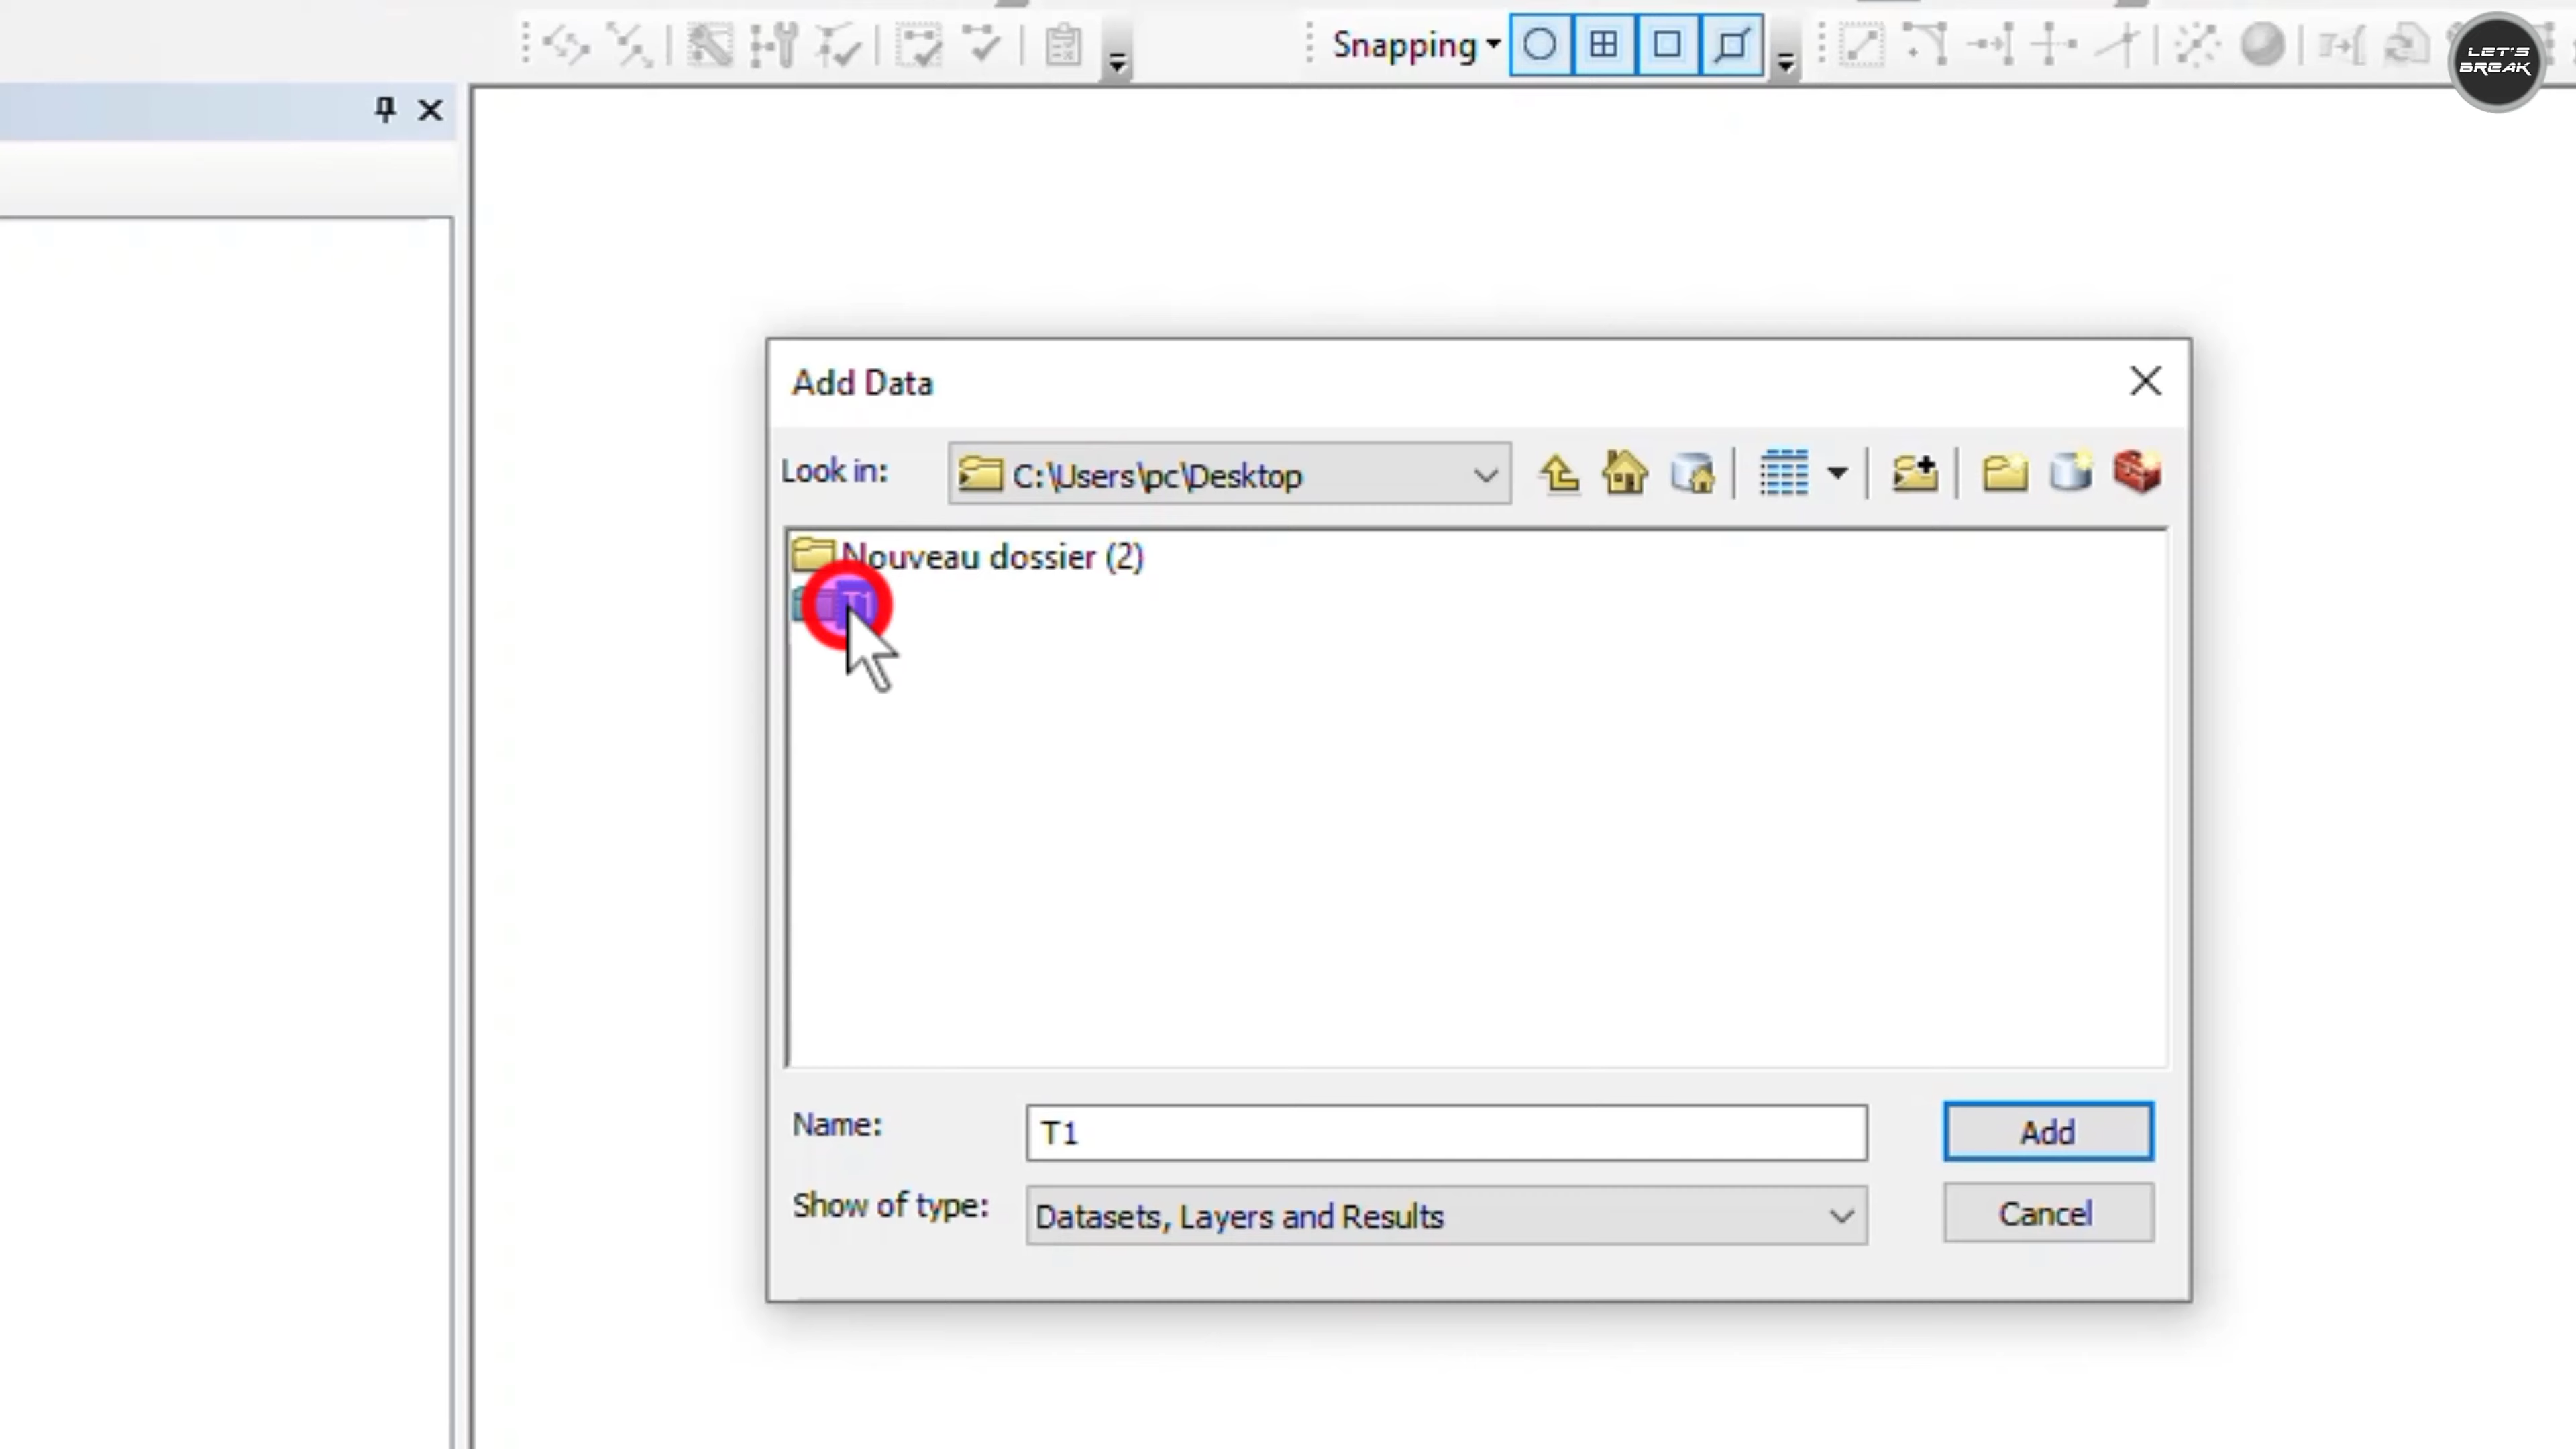 Snapping
LET'S
BREAK
Add Data
Look in:
C:\Users\pc\Desktop
Nouveau dossier (2)
T1
Name:
T1
Add
Show of type:
Datasets, Layers and Results
Cancel